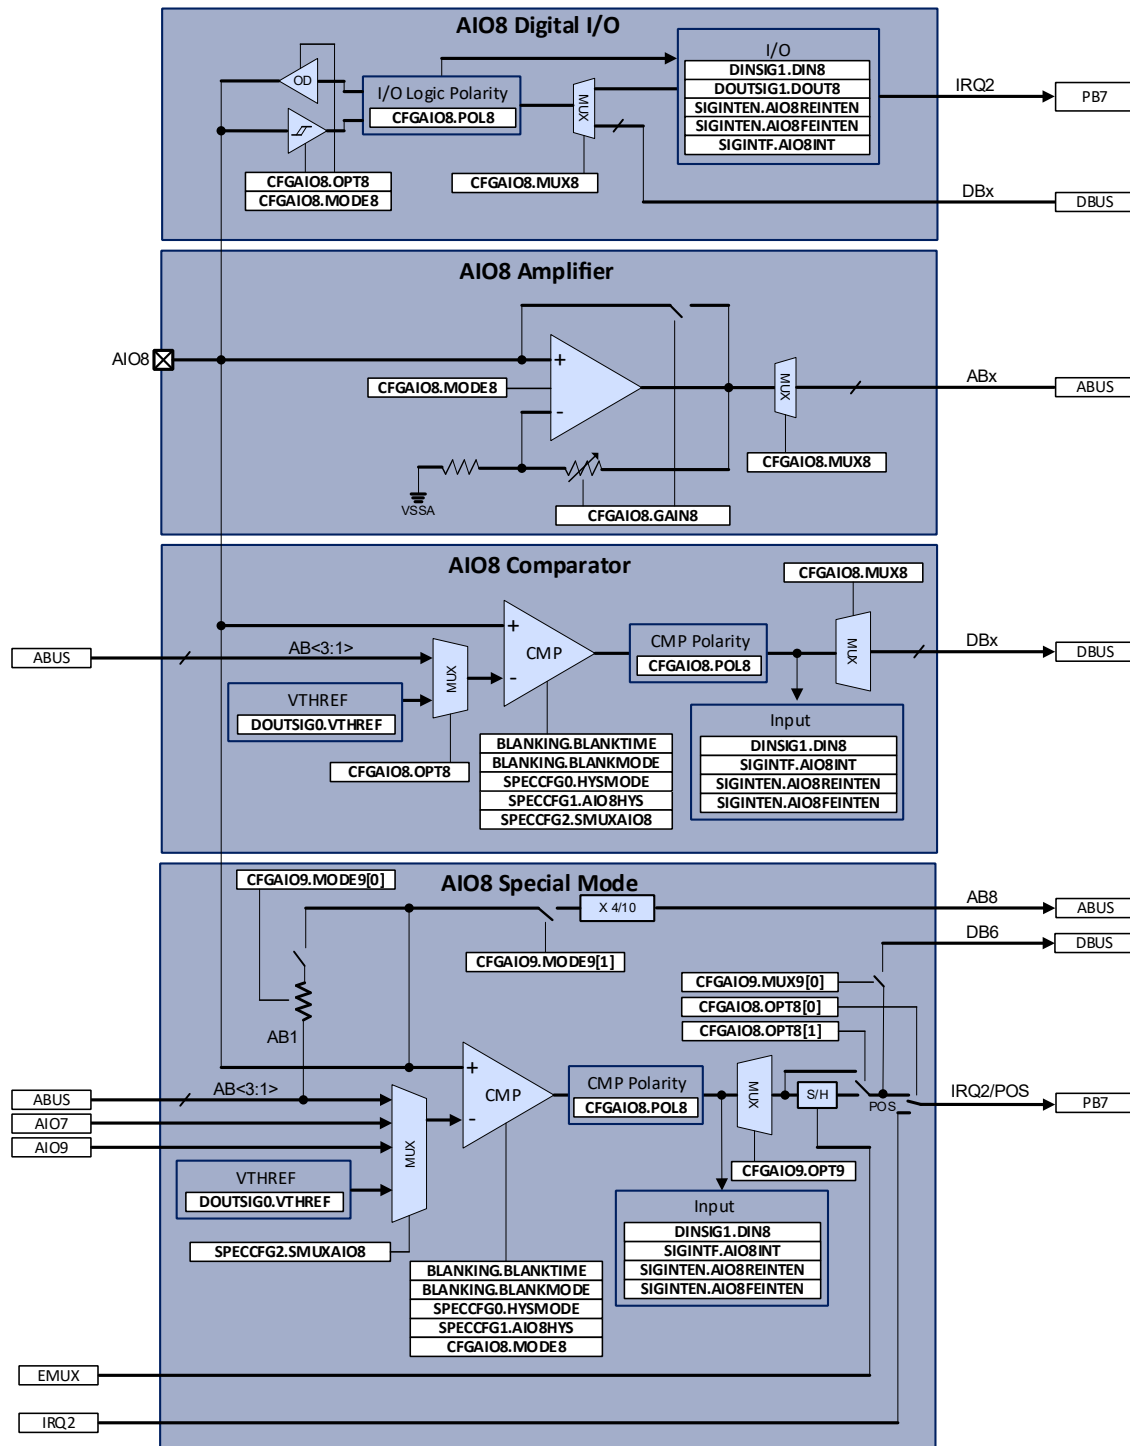 AIO8 Digital I/O
OD
I/O Logic Polarity
CFGAIO8.POL8
MUX
I/O
DINSIG1.DIN8
DOUTSIG1.DOUT8
SIGINTEN.AIO8REINTEN
SIGINTEN.AIO8FEINTEN
SIGINTF.AIO8INT
IRQ2
PB7
CFGAIO8.OPT8
CFGAIO8.MODE8
CFGAIO8.MUX8
DBx
DBUS
AIO8 Amplifier
AIO8
+
CFGAIO8.MODE8
-
MUX
ABx
ABUS
CFGAIO8.MUX8
VSSA
CFGAIO8.GAIN8
AIO8 Comparator
CFGAIO8.MUX8
ABUS
AB<3:1>
MUX
+
CMP
-
CMP Polarity
CFGAIO8.POL8
MUX
DBx
DBUS
VTHREF
DOUTSIG0.VTHREF
CFGAIO8.OPT8
BLANKING.BLANKTIME
BLANKING.BLANKMODE
SPECCFG0.HYSMODE
SPECCFG1.AIO8HYS
SPECCFG2.SMUXAIO8
Input
DINSIG1.DIN8
SIGINTF.AIO8INT
SIGINTEN.AIO8REINTEN
SIGINTEN.AIO8FEINTEN
AIO8 Special Mode
CFGAIO9.MODE9[0]
X 4/10
AB8
ABUS
DB6
DBUS
CFGAIO9.MODE9[1]
CFGAIO9.MUX9[0]
CFGAIO8.OPT8[0]
CFGAIO8.OPT8[1]
AB1
ABUS
AB<3:1>
AIO7
AIO9
MUX
+
CMP
-
CMP Polarity
CFGAIO8.POL8
MUX
S/H
POS
IRQ2/POS
PB7
CFGAIO9.OPT9
VTHREF
DOUTSIG0.VTHREF
SPECCFG2.SMUXAIO8
BLANKING.BLANKTIME
BLANKING.BLANKMODE
SPECCFG0.HYSMODE
SPECCFG1.AIO8HYS
CFGAIO8.MODE8
Input
DINSIG1.DIN8
SIGINTF.AIO8INT
SIGINTEN.AIO8REINTEN
SIGINTEN.AIO8FEINTEN
EMUX
IRQ2